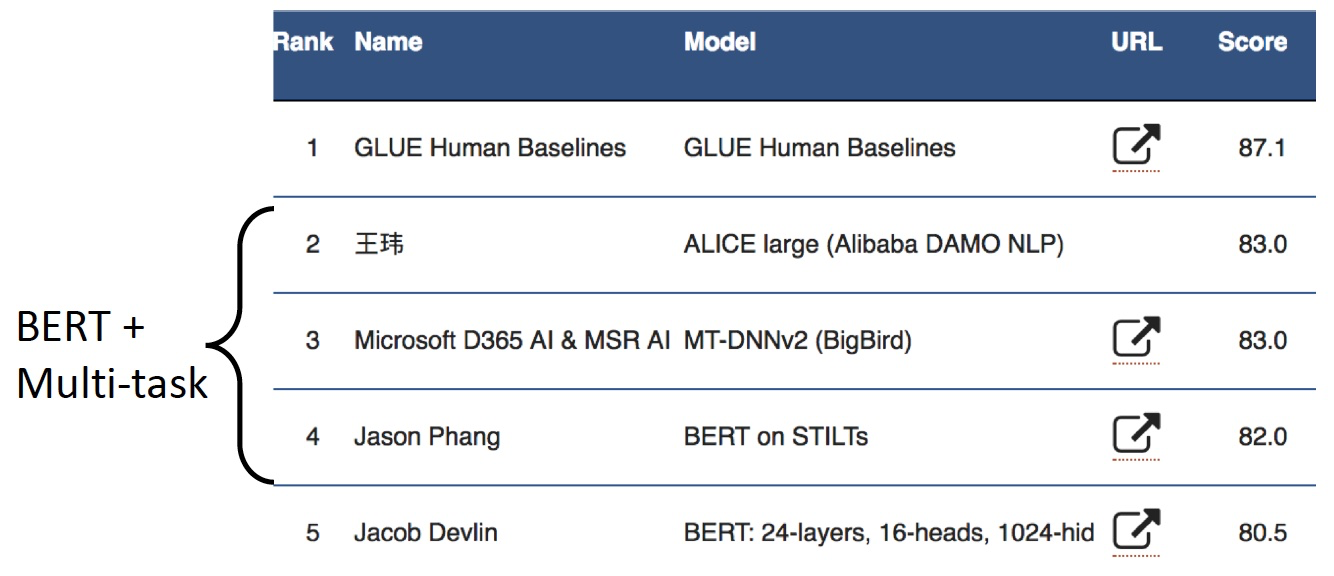 Rank Name Model URL Score
1 GLUE Human Baselines GLUE Human Baselines 87.1
2 王玮 ALICE large (Alibaba DAMO NLP) 83.0
BERT +
Multi-task
3 Microsoft D365 AI & MSR AI MT-DNNv2 (BigBird) 83.0
4 Jason Phang BERT on STILTs 82.0
5 Jacob Devlin BERT: 24-layers, 16-heads, 1024-hid 80.5